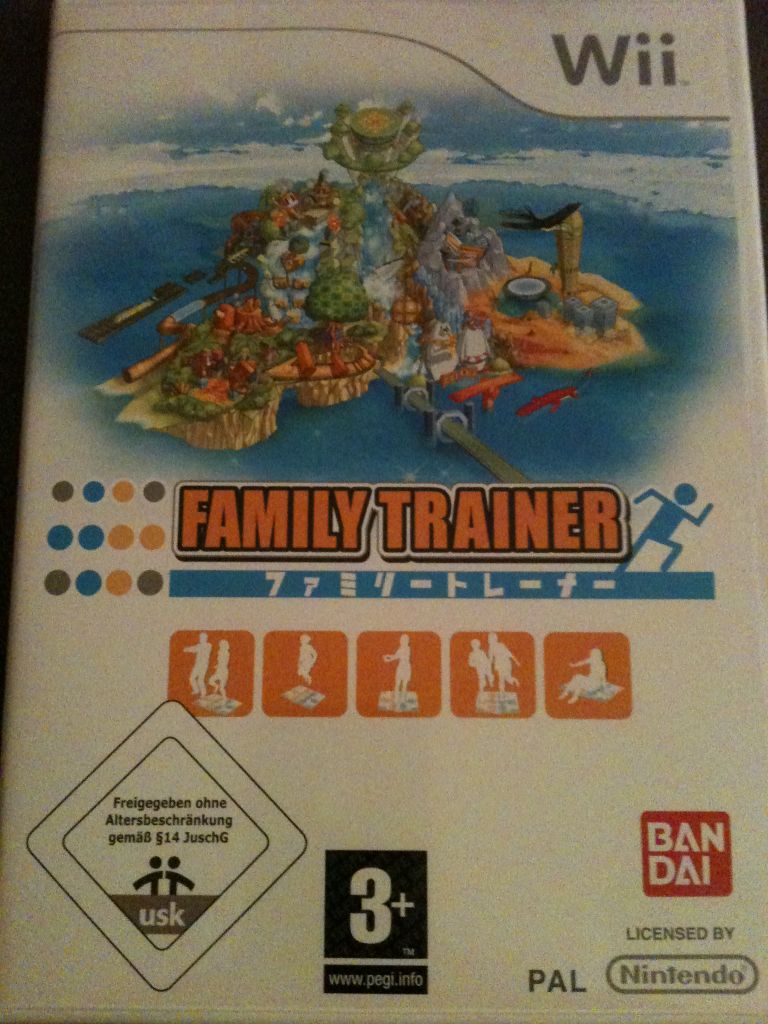 Wii
FAMILY TRAINER
ファミリートレーナー
Freigegeben ohne
Altersbeschränkung
gemäß §14 JuschG
usk
3+
TM
www.pegi.info
BAN
DAI
LICENSED BY
PAL
Nintendo